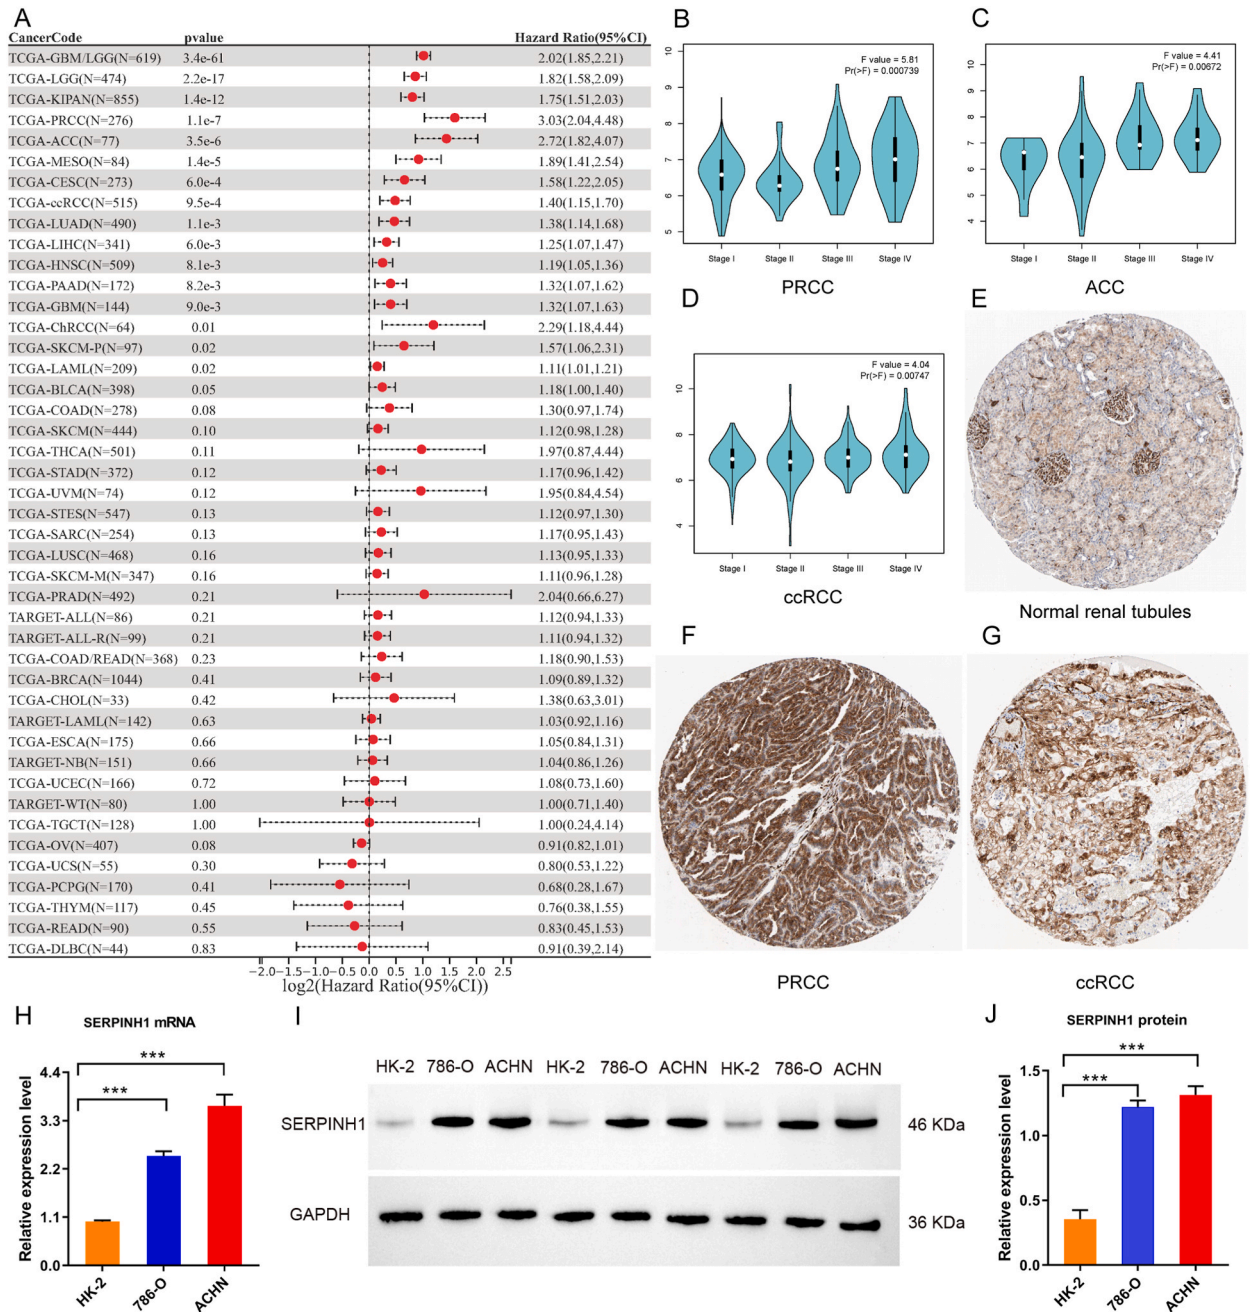 A
CancerCode pvalue Hazard Ratio(95%CI)
TCGA-GBM/LGG(N=619) 3.4e-61 2.02(1.85,2.21)
TCGA-LGG(N=474) 2.2e-17 1.82(1.58,2.09)
TCGA-KIPAN(N=855) 1.4e-12 1.75(1.51,2.03)
TCGA-PRCC(N=276) 1.1e-7 3.03(2.04,4.48)
TCGA-ACC(N=77) 3.5e-6 2.72(1.82,4.07)
TCGA-MESO(N=84) 1.4e-5 1.89(1.41,2.54)
TCGA-CESC(N=273) 6.0e-4 1.58(1.22,2.05)
TCGA-ccRCC(N=515) 9.5e-4 1.40(1.15,1.70)
TCGA-LUAD(N=490) 1.1e-3 1.38(1.14,1.68)
TCGA-LIHC(N=341) 6.0e-3 1.25(1.07,1.47)
TCGA-HNSC(N=509) 8.1e-3 1.19(1.05,1.36)
TCGA-PAAD(N=172) 8.2e-3 1.32(1.07,1.62)
TCGA-GBM(N=144) 9.0e-3 1.32(1.07,1.63)
TCGA-ChRCC(N=64) 0.01 2.29(1.18,4.44)
TCGA-SKCM-P(N=97) 0.02 1.57(1.06,2.31)
TCGA-LAML(N=209) 0.02 1.11(1.01,1.21)
TCGA-BLCA(N=398) 0.05 1.18(1.00,1.40)
TCGA-COAD(N=278) 0.08 1.30(0.97,1.74)
TCGA-SKCM(N=444) 0.10 1.12(0.98,1.28)
TCGA-THCA(N=501) 0.11 1.97(0.87,4.44)
TCGA-STAD(N=372) 0.12 1.17(0.96,1.42)
TCGA-UVM(N=74) 0.12 1.95(0.84,4.54)
TCGA-STES(N=547) 0.13 1.12(0.97,1.30)
TCGA-SARC(N=254) 0.13 1.17(0.95,1.43)
TCGA-LUSC(N=468) 0.16 1.13(0.95,1.33)
TCGA-SKCM-M(N=347) 0.16 1.11(0.96,1.28)
TCGA-PRAD(N=492) 0.21 2.04(0.66,6.27)
TARGET-ALL(N=86) 0.21 1.12(0.94,1.33)
TARGET-ALL-R(N=99) 0.21 1.11(0.94,1.32)
TCGA-COAD/READ(N=368) 0.23 1.18(0.90,1.53)
TCGA-BRCA(N=1044) 0.41 1.09(0.89,1.32)
TCGA-CHOL(N=33) 0.42 1.38(0.63,3.01)
TARGET-LAML(N=142) 0.63 1.03(0.92,1.16)
TCGA-ESCA(N=175) 0.66 1.05(0.84,1.31)
TARGET-NB(N=151) 0.66 1.04(0.86,1.26)
TCGA-UCEC(N=166) 0.72 1.08(0.73,1.60)
TARGET-WT(N=80) 1.00 1.00(0.71,1.40)
TCGA-TGCT(N=128) 1.00 1.00(0.24,4.14)
TCGA-OV(N=407) 0.08 0.91(0.82,1.01)
TCGA-UCS(N=55) 0.30 0.80(0.53,1.22)
TCGA-PCPG(N=170) 0.41 0.68(0.28,1.67)
TCGA-THYM(N=117) 0.45 0.76(0.38,1.55)
TCGA-READ(N=90) 0.55 0.83(0.45,1.53)
TCGA-DLBC(N=44) 0.83 0.91(0.39,2.14)
−2.0 −1.5 −1.0 −0.5 0.0 0.5 1.0 1.5 2.0 2.5
log2(Hazard Ratio(95%CI))
B
F value = 5.81
Pr(>F) = 0.000739
10
9
8
7
6
5
Stage I Stage II Stage III Stage IV
PRCC
C
F value = 4.41
Pr(>F) = 0.00672
10
9
8
7
6
5
4
Stage I Stage II Stage III Stage IV
ACC
D
F value = 4.04
Pr(>F) = 0.00747
10
8
6
4
Stage I Stage II Stage III Stage IV
ccRCC
E
Normal renal tubules
F
PRCC
G
ccRCC
H
SERPINH1 mRNA
Relative expression level
4.4
3.3
2.2
1.1
0.0
***
***
HK-2 786-O ACHN
I
HK-2 786-O ACHN HK-2 786-O ACHN HK-2 786-O ACHN
SERPINH1 46 KDa
GAPDH 36 KDa
J
SERPINH1 protein
Relative expression level
1.5
1.0
0.5
0.0
***
***
HK-2 786-O ACHN